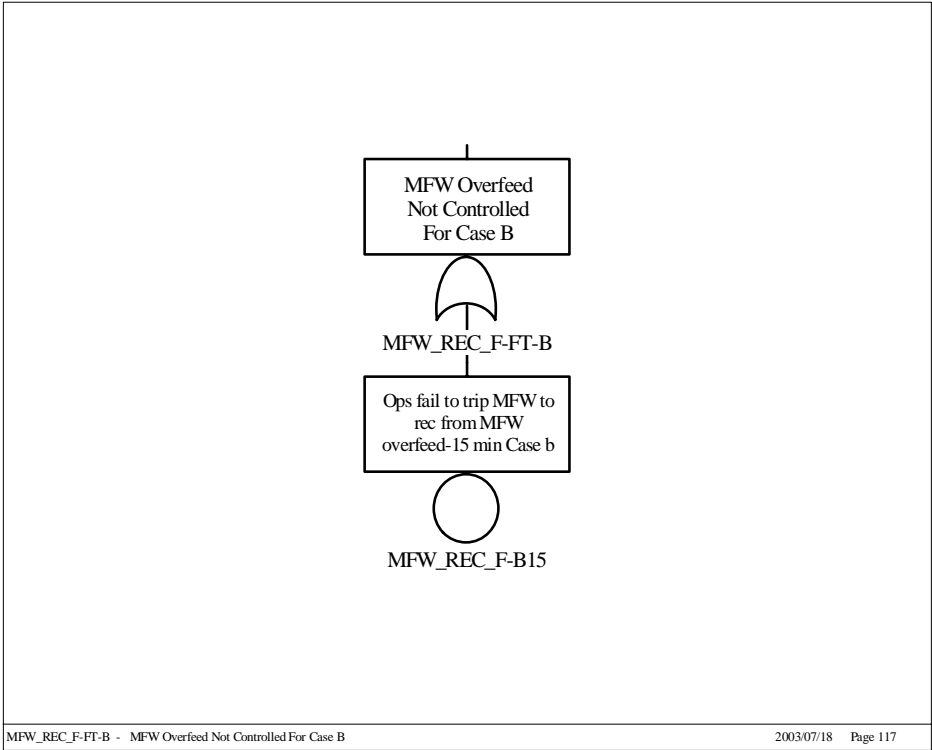 MFW Overfeed
Not Controlled
For Case B
MFW_REC_F-FT-B
Ops fail to trip MFW to
rec from MFW
overfeed-15 min Case b
MFW_REC_F-B15
MFW_REC_F-FT-B - MFW Overfeed Not Controlled For Case B 2003/07/18 Page 117